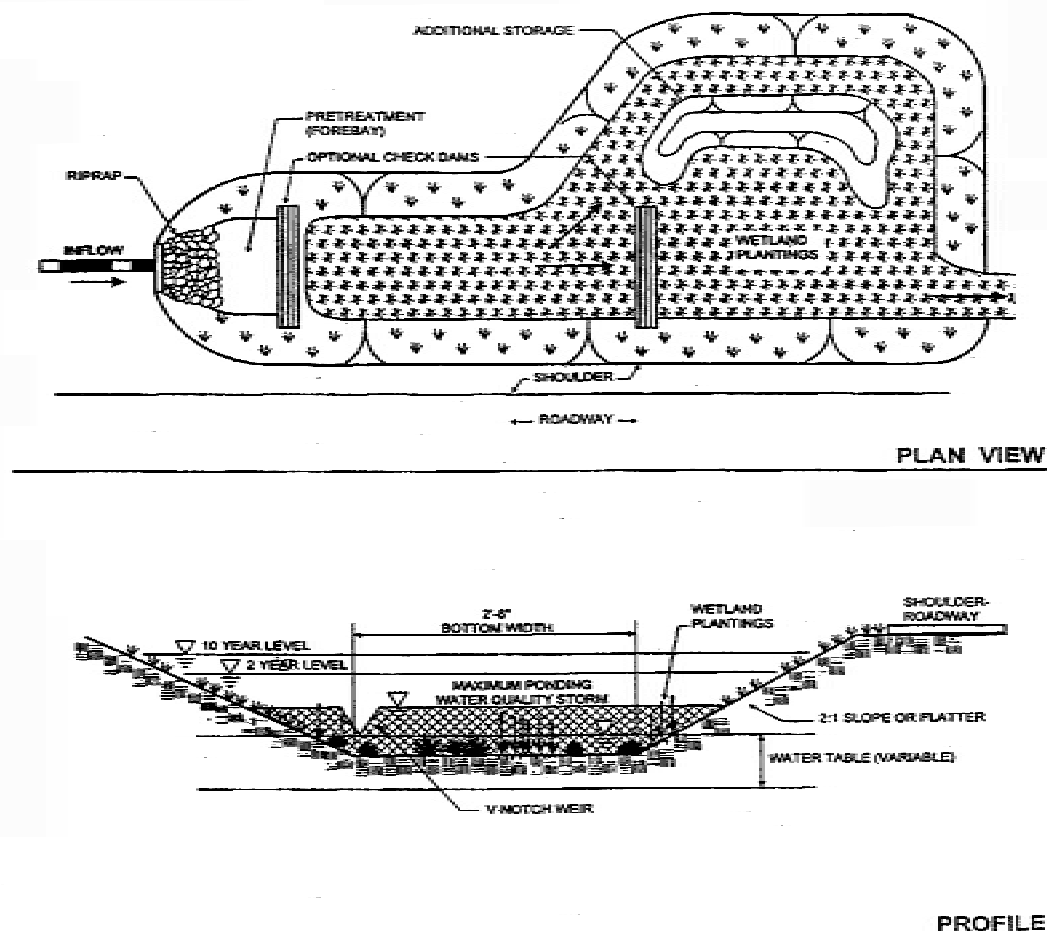 ADDITIONAL STORAGE
PRETREATMENT
(FOREBAY)
OPTIONAL CHECK DAMS
RIPRAP
INFLOW
WETLAND
PLANTINGS
SHOULDER
ROADWAY
PLAN VIEW
2'-8"
BOTTOM WIDTH
WETLAND
PLANTINGS
SHOULDER-
ROADWAY
10 YEAR LEVEL
2 YEAR LEVEL
MAXIMUM PONDING
WATER QUALITY STORM
2:1 SLOPE OR FLATTER
WATER TABLE (VARIABLE)
V-NOTCH WEIR
PROFILE